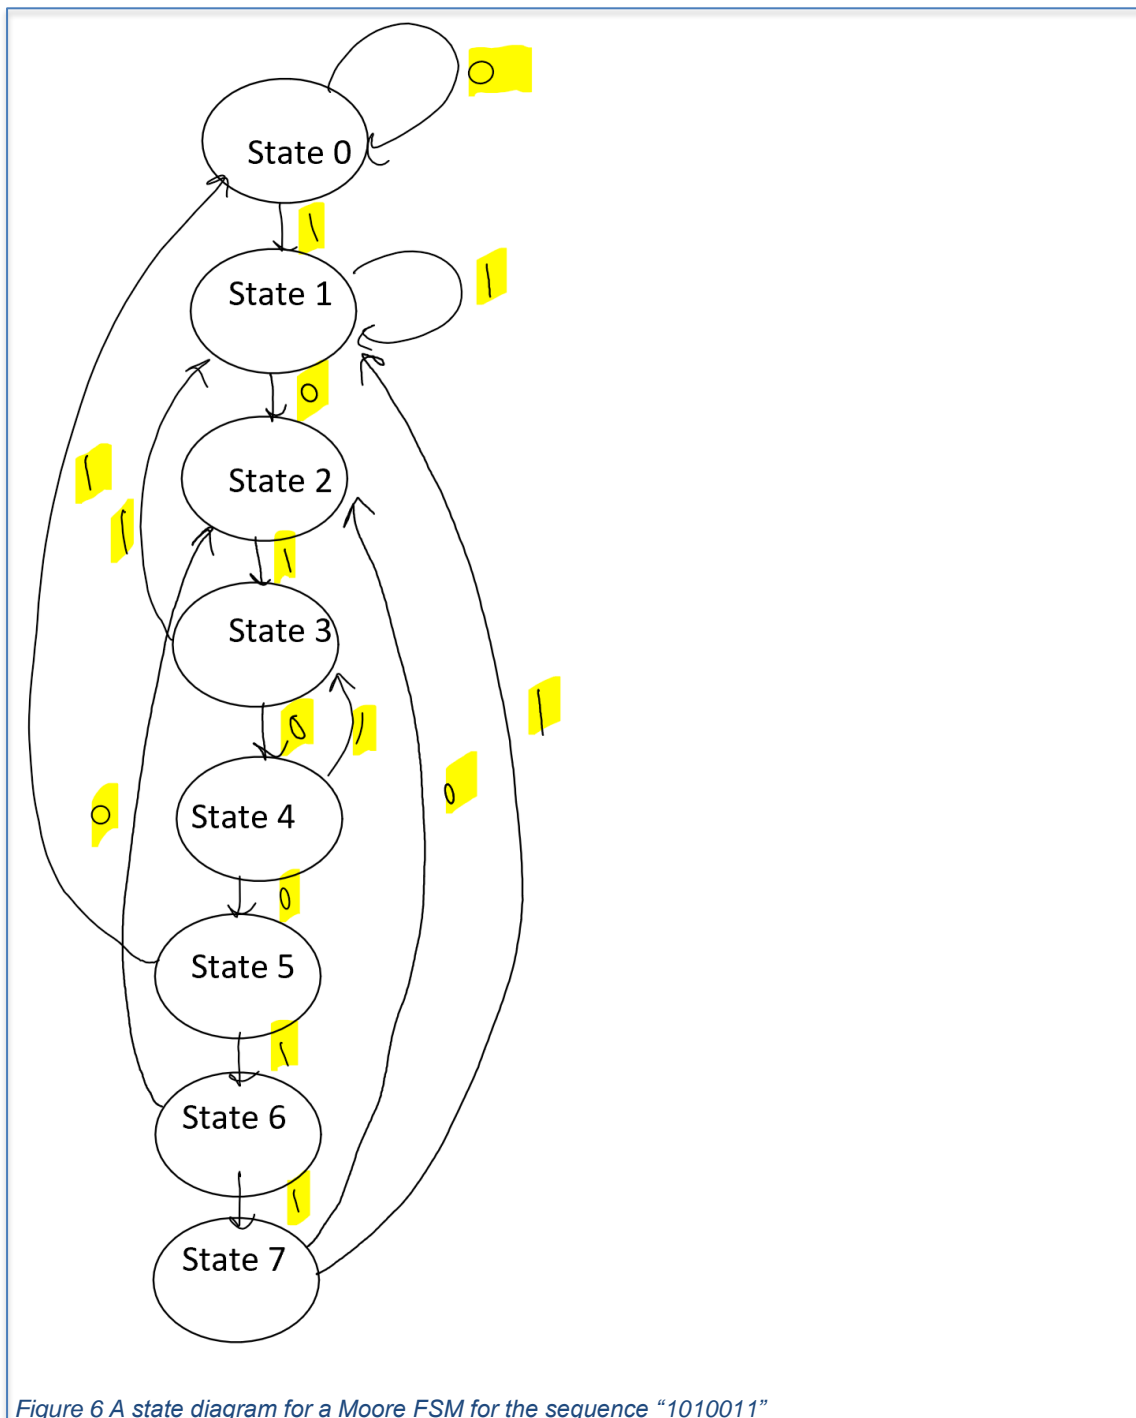 0
State 0
1
State 1
1
0
State 2
1
1
1
State 3
0
1
1
State 4
0
0
0
State 5
1
State 6
1
State 7
Figure 6 A state diagram for a Moore FSM for the sequence “1010011”